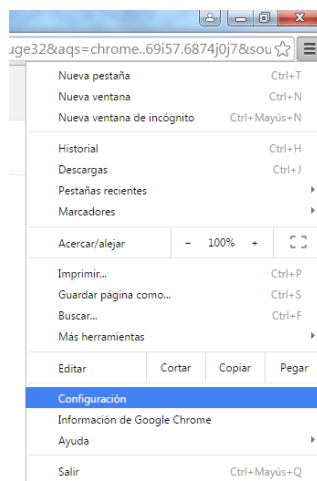 uge32&aqs=chrome..69i57.6874j0j7&sou
Nueva pestaña Ctrl+T
Nueva ventana Ctrl+N
Nueva ventana de incógnito Ctrl+Mayús+N
Historial Ctrl+H
Descargas Ctrl+J
Pestañas recientes
Marcadores
Acercar/alejar − 100% +
Imprimir... Ctrl+P
Guardar página como... Ctrl+S
Buscar... Ctrl+F
Más herramientas
Editar Cortar Copiar Pegar
Configuración
Información de Google Chrome
Ayuda
Salir Ctrl+Mayús+Q